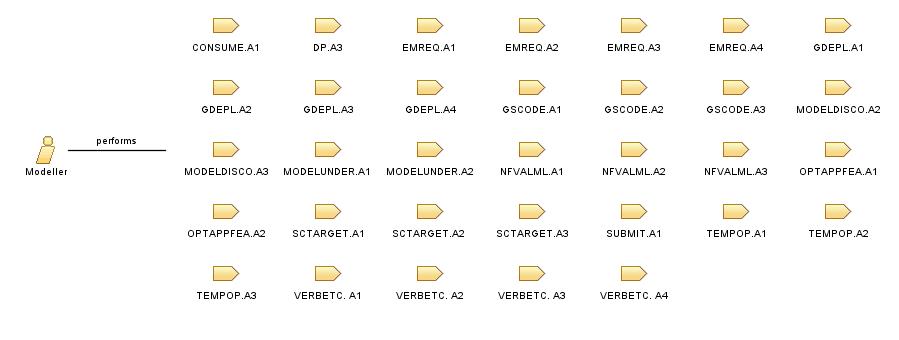 CONSUME.A1 DP.A3 EMREQ.A1 EMREQ.A2 EMREQ.A3 EMREQ.A4 GDEPL.A1
GDEPL.A2 GDEPL.A3 GDEPL.A4 GSCODE.A1 GSCODE.A2 GSCODE.A3 MODELDISCO.A2
performs
Modeller MODELDISCO.A3 MODELUNDER.A1 MODELUNDER.A2 NFVALML.A1 NFVALML.A2 NFVALML.A3 OPTAPPFEA.A1
OPTAPPFEA.A2 SCTARGET.A1 SCTARGET.A2 SCTARGET.A3 SUBMIT.A1 TEMPOP.A1 TEMPOP.A2
TEMPOP.A3 VERBETC. A1 VERBETC. A2 VERBETC. A3 VERBETC. A4